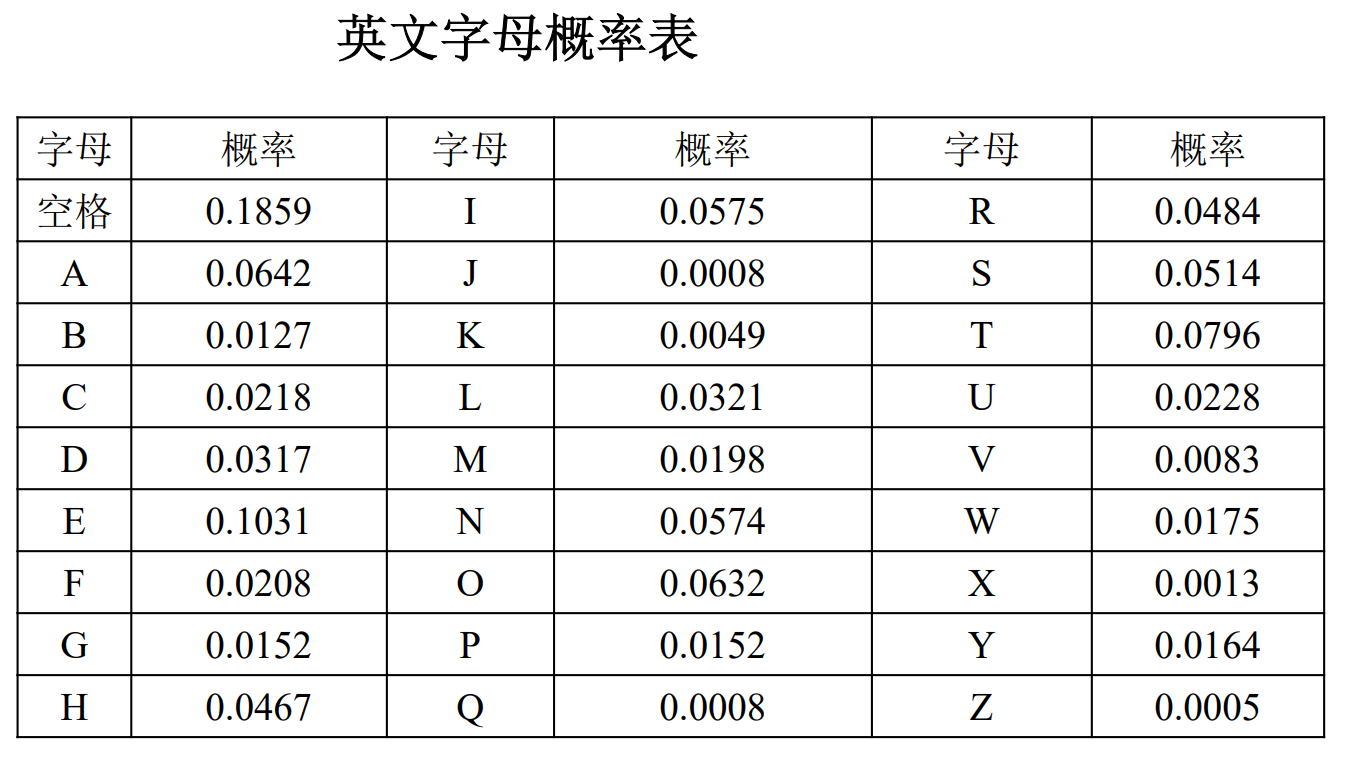 英文字母概率表
字母 概率 字母 概率 字母 概率
空格 0.1859 I 0.0575 R 0.0484
A 0.0642 J 0.0008 S 0.0514
B 0.0127 K 0.0049 T 0.0796
C 0.0218 L 0.0321 U 0.0228
D 0.0317 M 0.0198 V 0.0083
E 0.1031 N 0.0574 W 0.0175
F 0.0208 O 0.0632 X 0.0013
G 0.0152 P 0.0152 Y 0.0164
H 0.0467 Q 0.0008 Z 0.0005